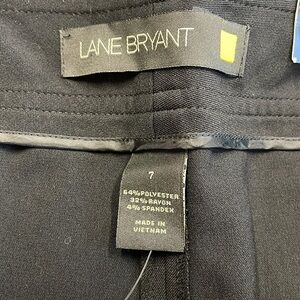 LANE BRYANT
7
64% POLYESTER
32% RAYON
4% SPANDEX
MADE IN
VIETNAM